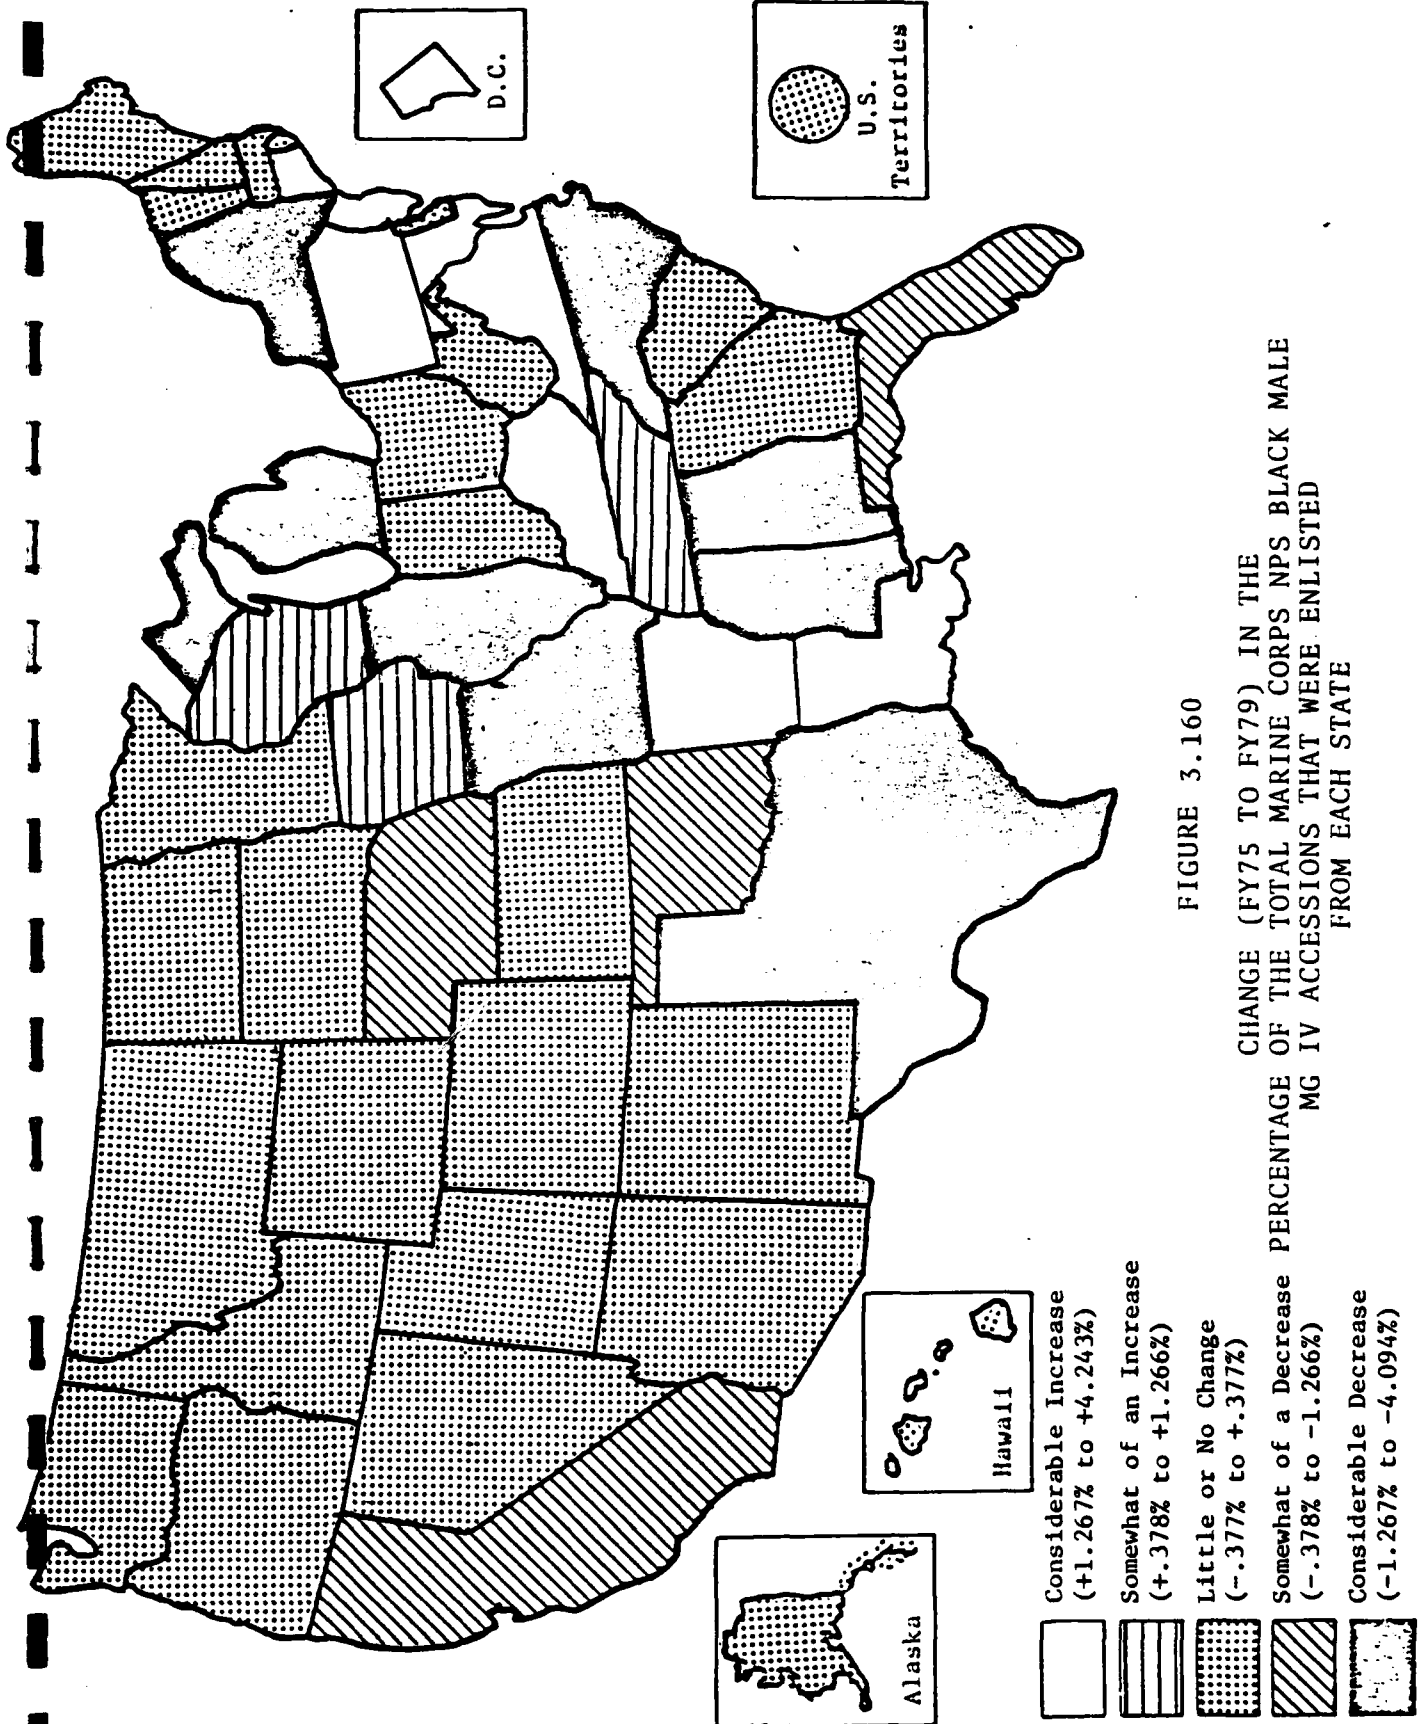 D.C.
U.S.
Territories
Alaska
Hawaii
Considerable Increase
(+1.267% to +4.243%)
Somewhat of an Increase
(+.378% to +1.266%)
Little or No Change
(-.377% to +.377%)
Somewhat of a Decrease
(-.378% to -1.266%)
Considerable Decrease
(-1.267% to -4.094%)
FIGURE 3.160
CHANGE (FY75 TO FY79) IN THE
PERCENTAGE OF THE TOTAL MARINE CORPS NPS BLACK MALE
MG IV ACCESSIONS THAT WERE ENLISTED
FROM EACH STATE